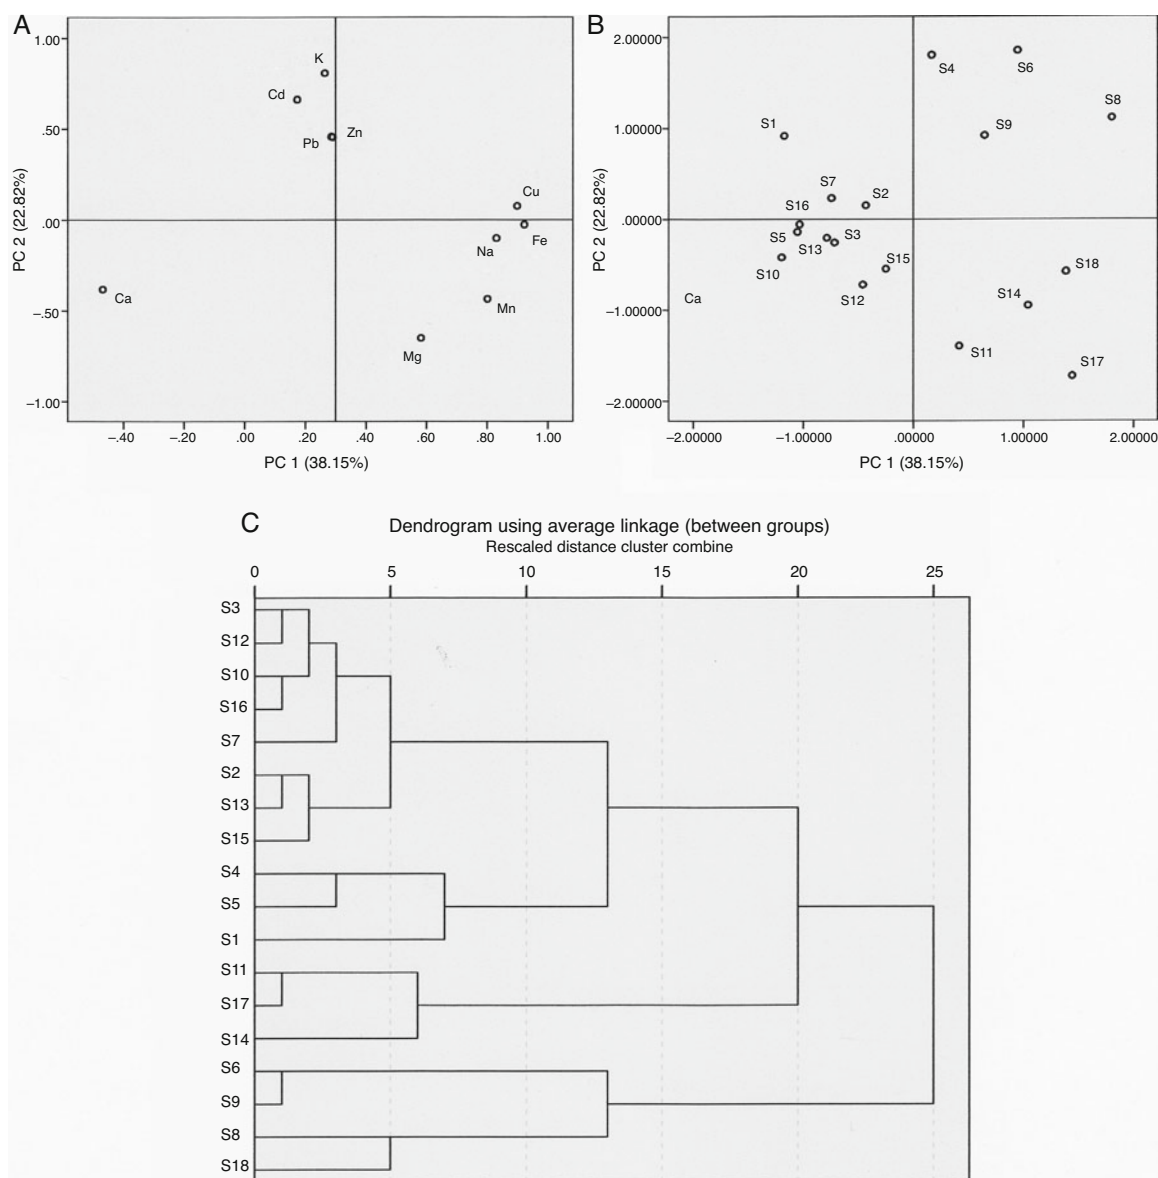 A
1.00
.50
.00
−.50
−1.00
PC 2 (22.82%)
K
Cd
Zn
Pb
Cu
Fe
Na
Mn
Mg
Ca
−.40 −.20 .00 .20 .40 .60 .80 1.00
PC 1 (38.15%)
B
2.00000
1.00000
.00000
−1.00000
−2.00000
PC 2 (22.82%)
S4 S6
S8
S9
S1
S7
S2
S16
S5 S3
S13
S10
S15
S12
Ca
S18
S14
S11
S17
−2.00000 −1.00000 .00000 1.00000 2.00000
PC 1 (38.15%)
C
Dendrogram using average linkage (between groups)
Rescaled distance cluster combine
0 5 10 15 20 25
S3
S12
S10
S16
S7
S2
S13
S15
S4
S5
S1
S11
S17
S14
S6
S9
S8
S18